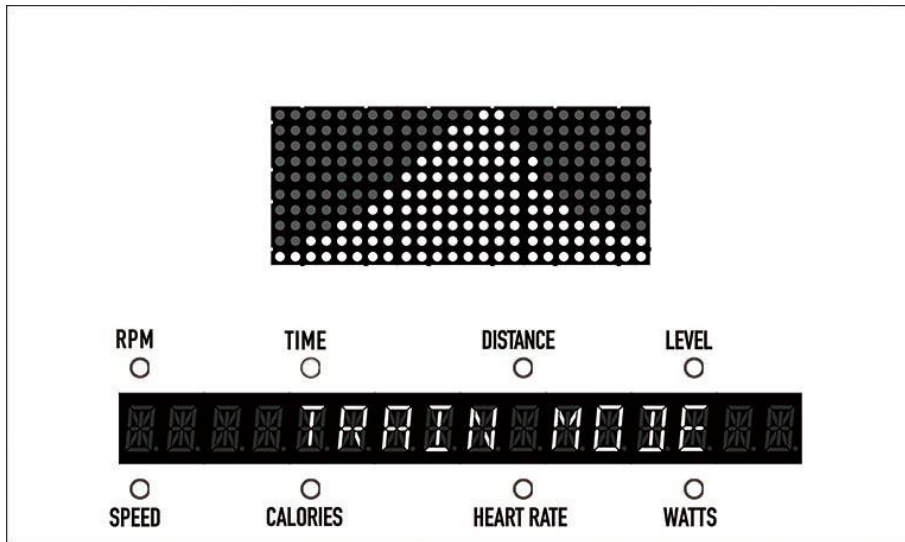 RPM TIME DISTANCE LEVEL
TRAIN MODE
SPEED CALORIES HEART RATE WATTS